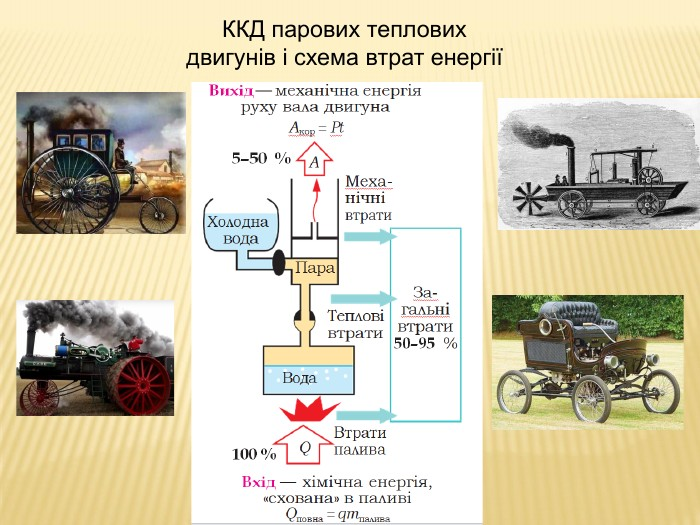 ККД парових теплових
двигунів і схема втрат енергії
Вихід — механічна енергія
руху вала двигуна
Aкор = Pt
5–50 %
A
Меха-
нічні
втрати
Холодна
вода
Пара
За-
гальні
втрати
50–95 %
Теплові
втрати
Вода
Втрати
палива
100 %
Q
Вхід — хімічна енергія,
«схована» в паливі
Qповна = qmпалива